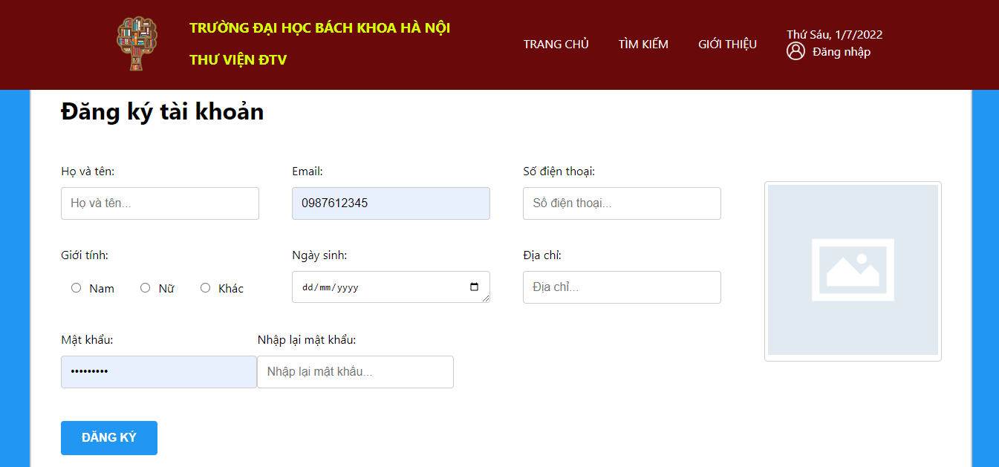 TRƯỜNG ĐẠI HỌC BÁCH KHOA HÀ NỘI
THƯ VIỆN ĐTV
TRANG CHỦ
TÌM KIẾM
GIỚI THIỆU
Thứ Sáu, 1/7/2022
Đăng nhập
Đăng ký tài khoản
Họ và tên:
Họ và tên...
Email:
0987612345
Số điện thoại:
Số điện thoại...
Giới tính:
Nam
Nữ
Khác
Ngày sinh:
dd/mm/yyyy
Địa chỉ:
Địa chỉ...
Mật khẩu:
•••••••••
Nhập lại mật khẩu:
Nhập lại mật khẩu...
ĐĂNG KÝ